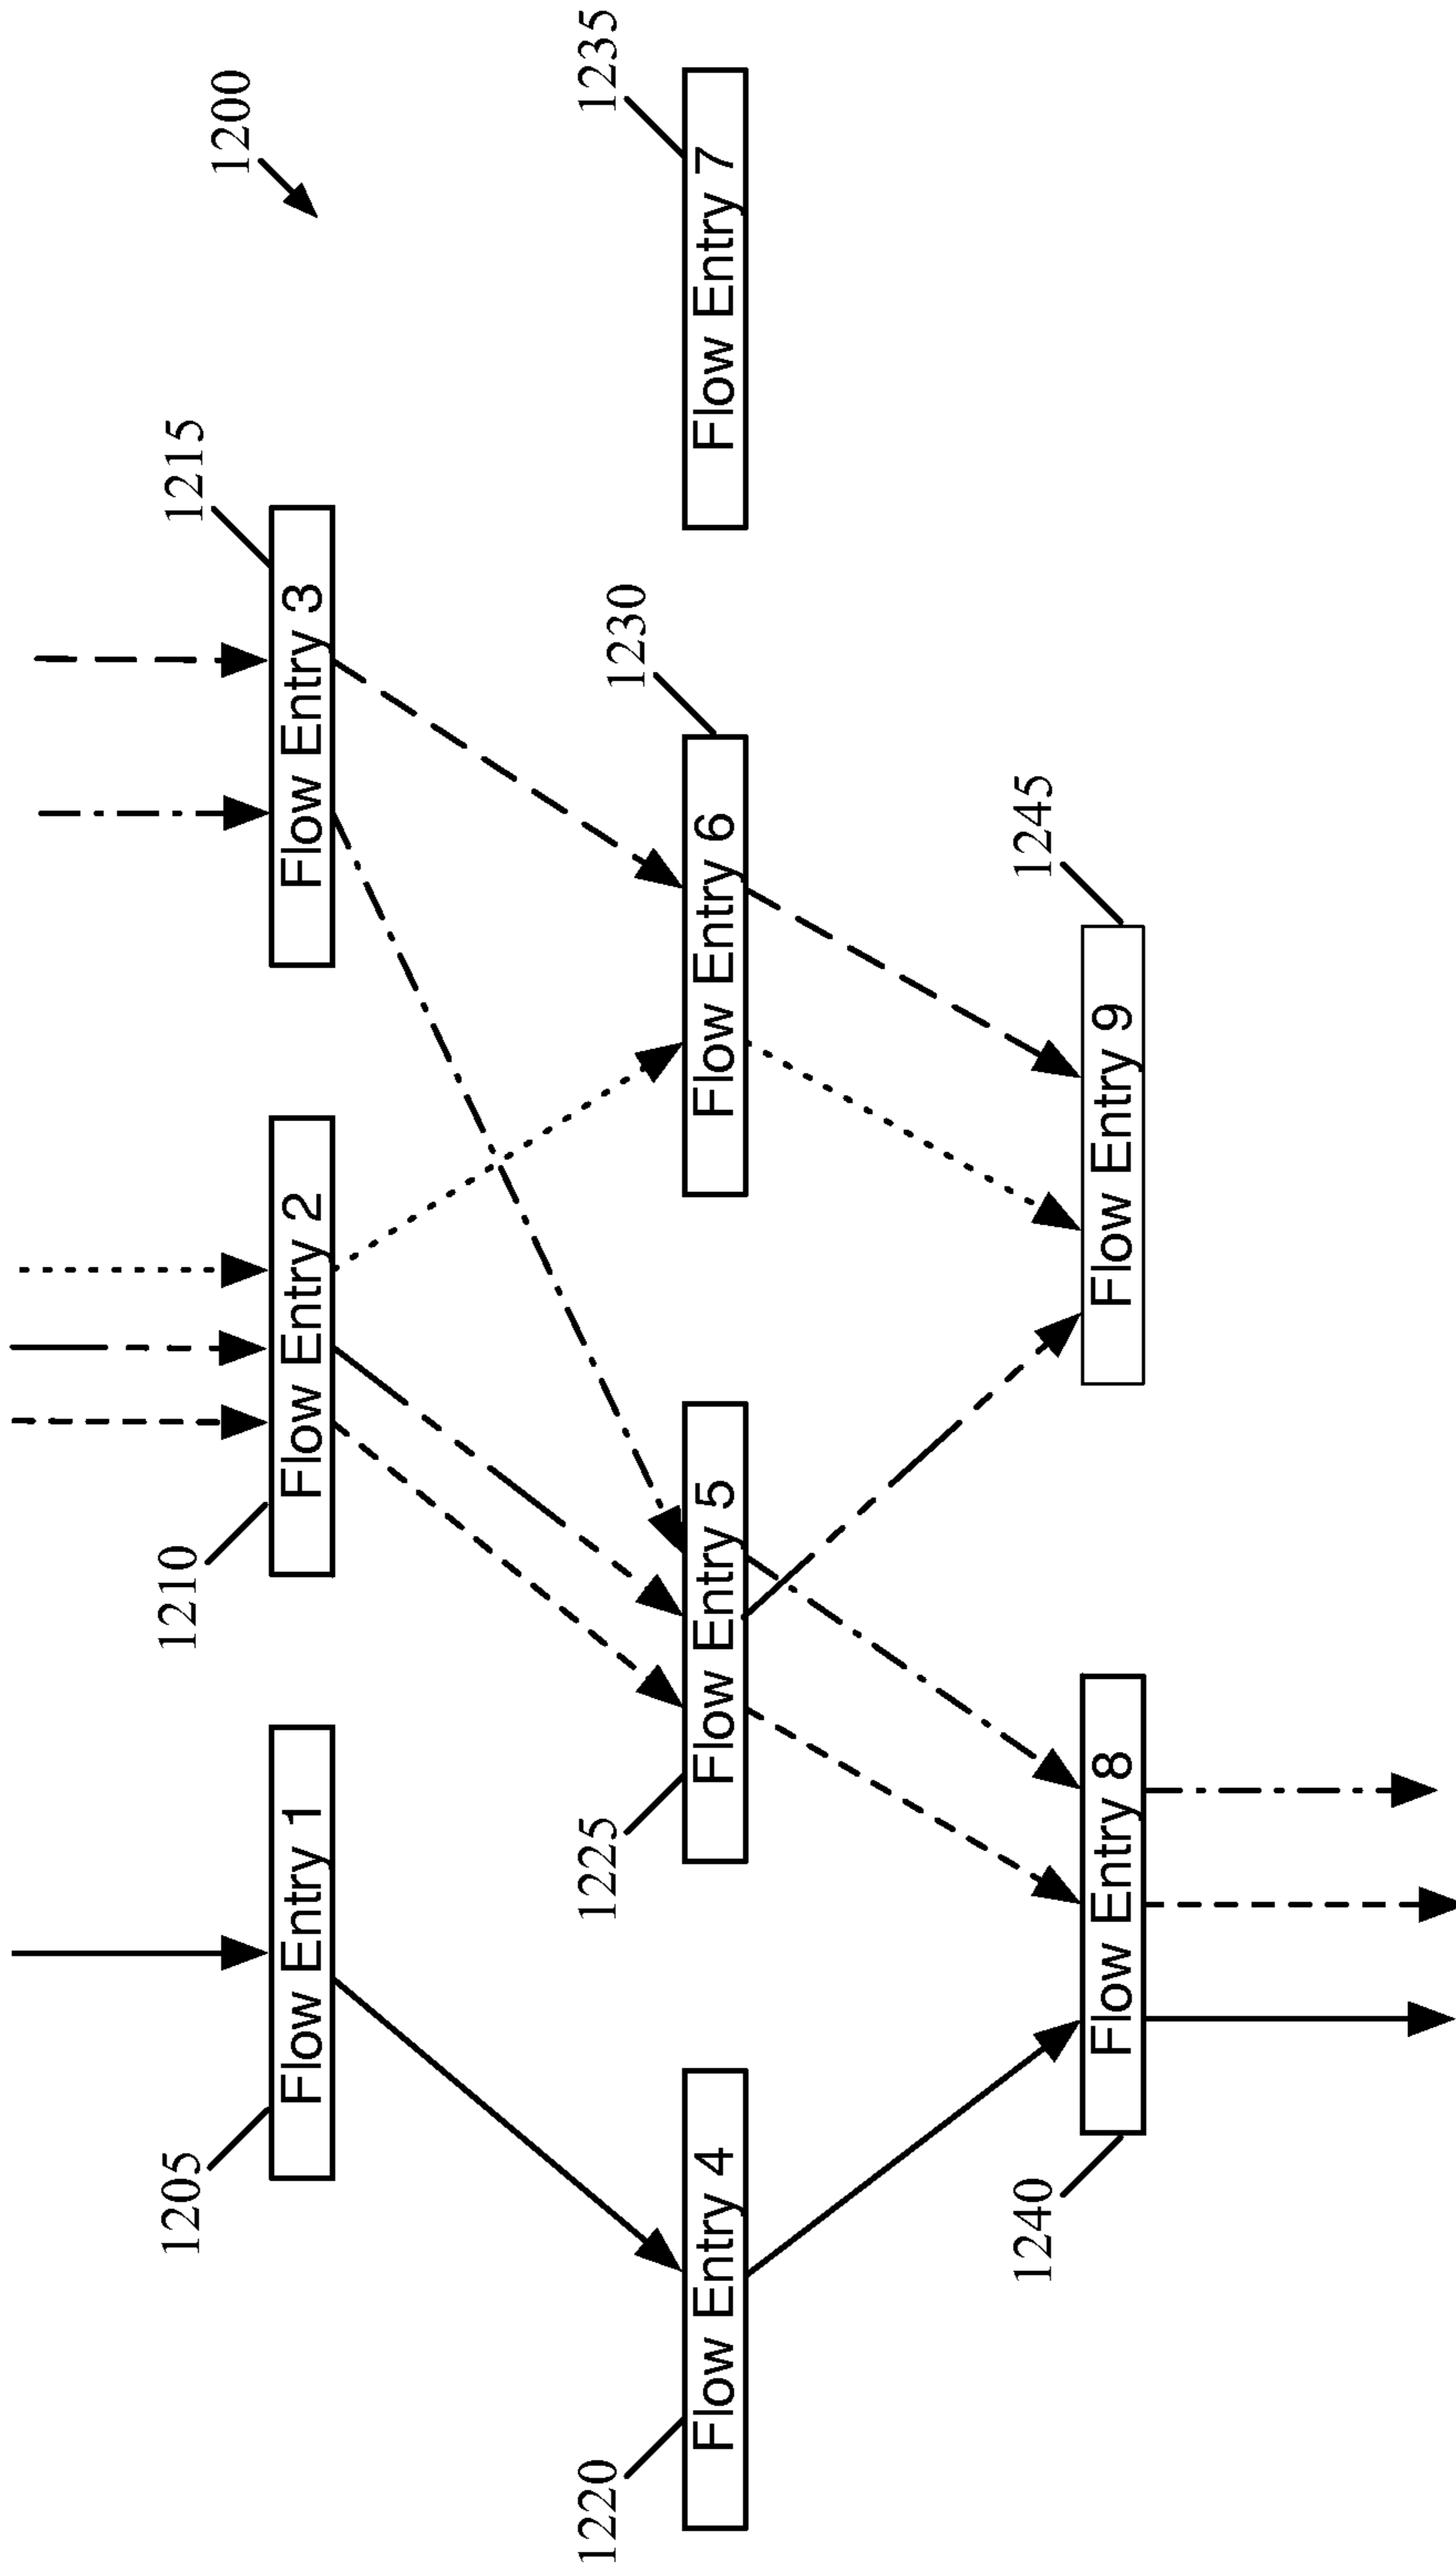 1200
1205
Flow Entry 1
1210
Flow Entry 2
1215
Flow Entry 3
1220
Flow Entry 4
1225
Flow Entry 5
1230
Flow Entry 6
1235
Flow Entry 7
1240
Flow Entry 8
1245
Flow Entry 9